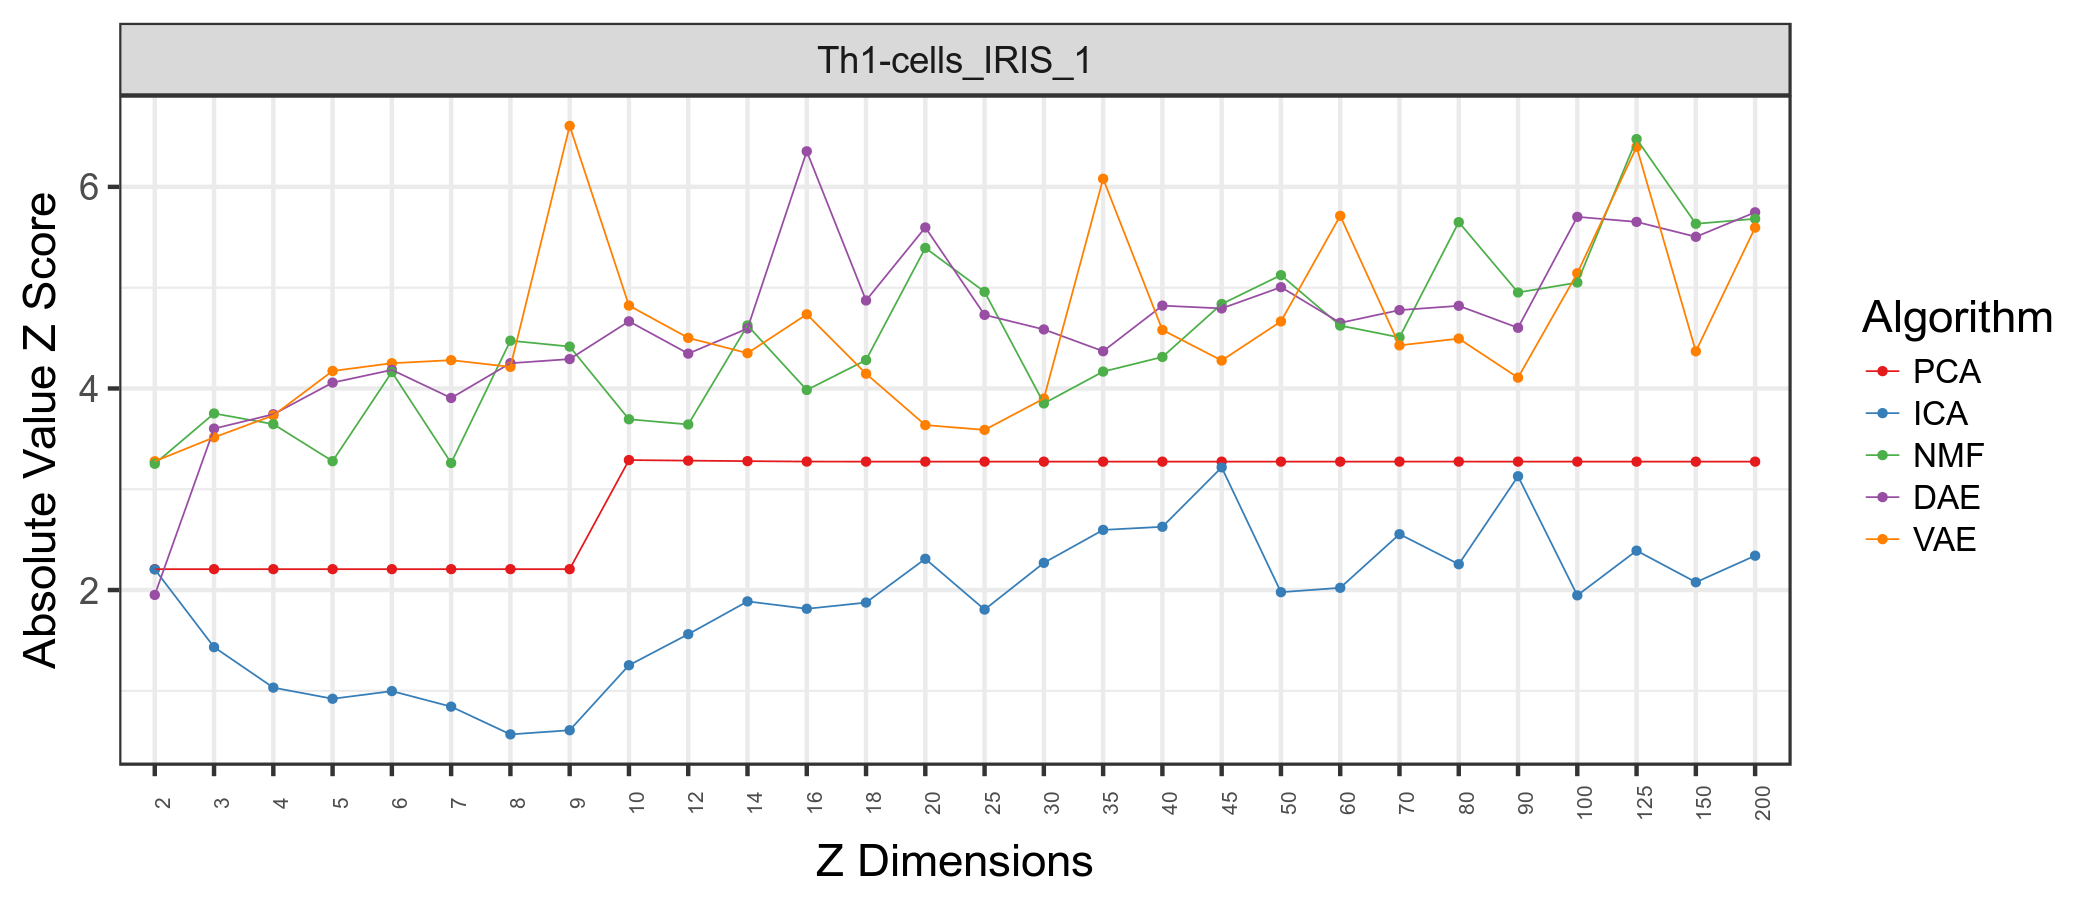 Th1-cells_IRIS_1
Absolute Value Z Score
6
4
2
2 3 4 5 6 7 8 9 10 12 14 16 18 20 25 30 35 40 45 50 60 70 80 90 100 125 150 200
Z Dimensions
Algorithm
PCA
ICA
NMF
DAE
VAE